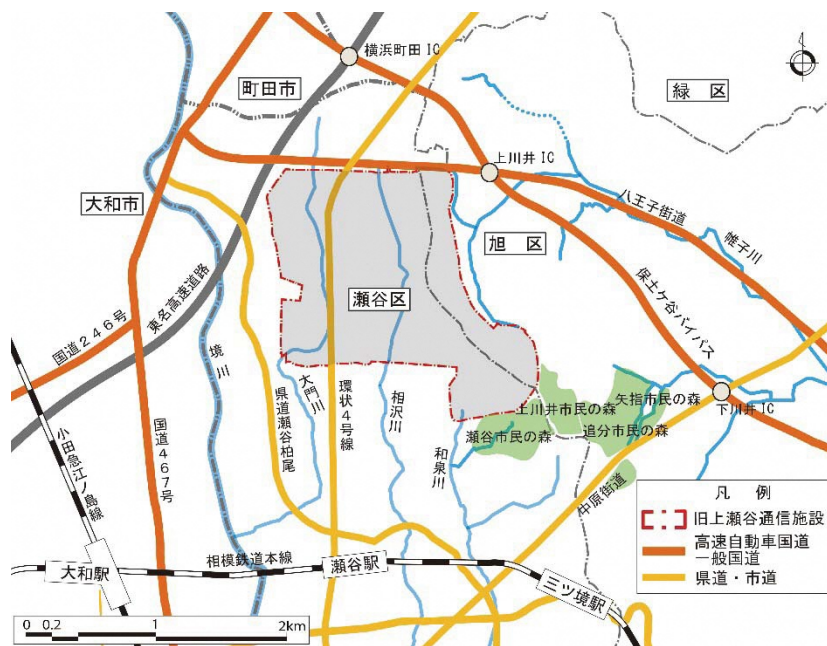 横浜町田IC
町田市
緑 区
上川井IC
大和市
八王子街道
旭 区
帷子川
東名高速道路
瀬谷区
保土ケ谷バイパス
国道246号
境川
県道瀬谷柏尾
大門川
環状4号線
相沢川
和泉川
上川井市民の森
矢指市民の森
下川井IC
瀬谷市民の森
追分市民の森
小田急江ノ島線
国道467号
中原街道
凡 例
旧上瀬谷通信施設
高速自動車国道
一般国道
県道・市道
相模鉄道本線
大和駅
瀬谷駅
三ツ境駅
0 0.2 1 2km
4